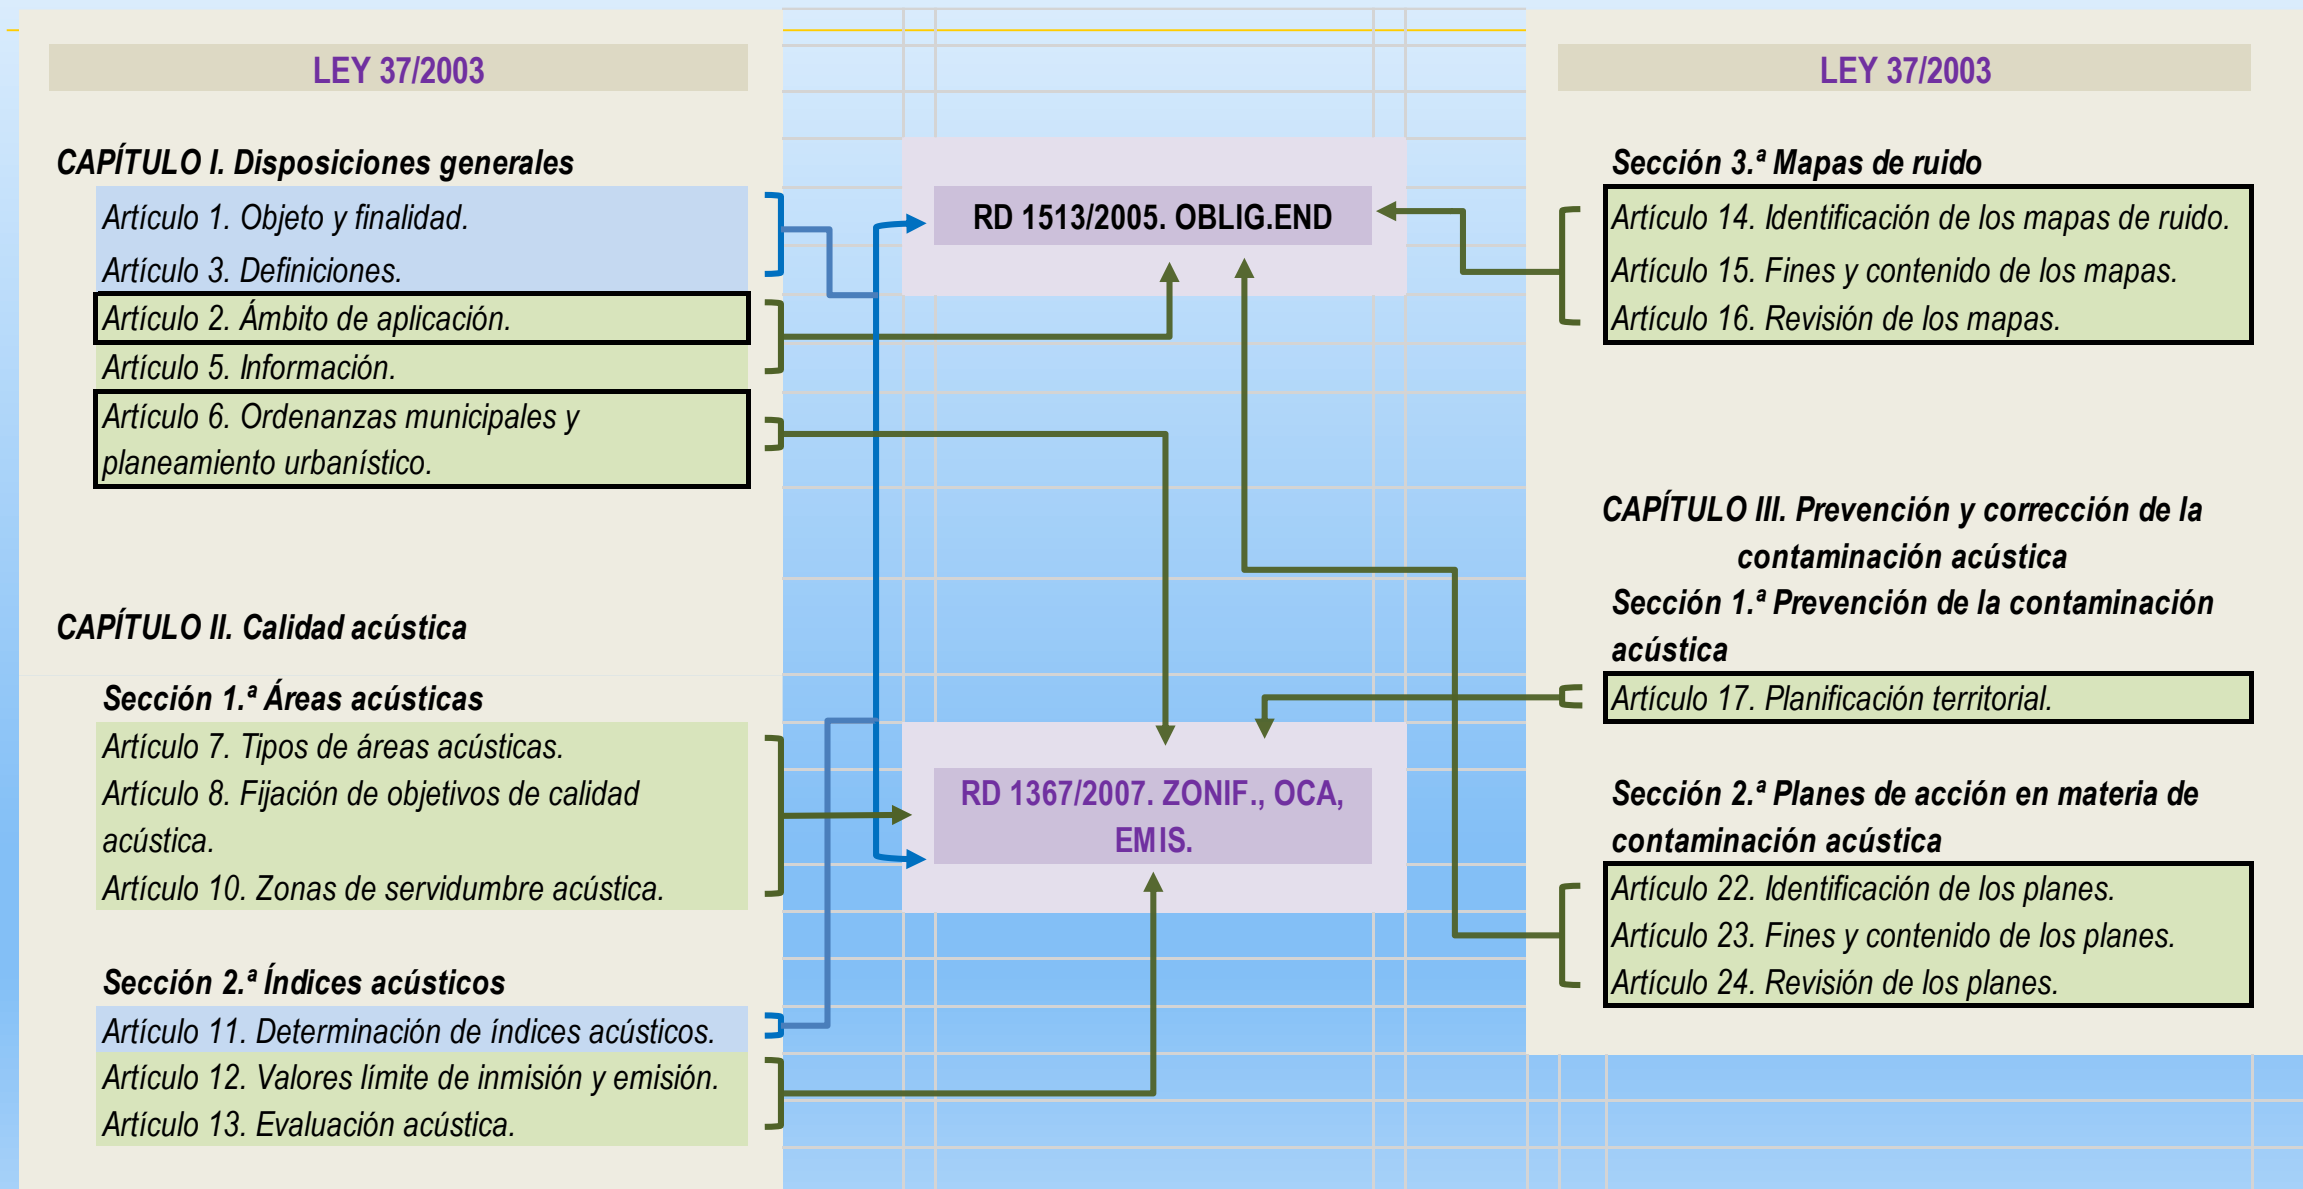 LEY 37/2003
CAPÍTULO I. Disposiciones generales
Artículo 1. Objeto y finalidad.
Artículo 3. Definiciones.
Artículo 2. Ámbito de aplicación.
Artículo 5. Información.
Artículo 6. Ordenanzas municipales y
planeamiento urbanístico.
CAPÍTULO II. Calidad acústica
Sección 1.ª Áreas acústicas
Artículo 7. Tipos de áreas acústicas.
Artículo 8. Fijación de objetivos de calidad
acústica.
Artículo 10. Zonas de servidumbre acústica.
Sección 2.ª Índices acústicos
Artículo 11. Determinación de índices acústicos.
Artículo 12. Valores límite de inmisión y emisión.
Artículo 13. Evaluación acústica.
RD 1513/2005. OBLIG.END
RD 1367/2007. ZONIF., OCA,
EMIS.
LEY 37/2003
Sección 3.ª Mapas de ruido
Artículo 14. Identificación de los mapas de ruido.
Artículo 15. Fines y contenido de los mapas.
Artículo 16. Revisión de los mapas.
CAPÍTULO III. Prevención y corrección de la
contaminación acústica
Sección 1.ª Prevención de la contaminación
acústica
Artículo 17. Planificación territorial.
Sección 2.ª Planes de acción en materia de
contaminación acústica
Artículo 22. Identificación de los planes.
Artículo 23. Fines y contenido de los planes.
Artículo 24. Revisión de los planes.